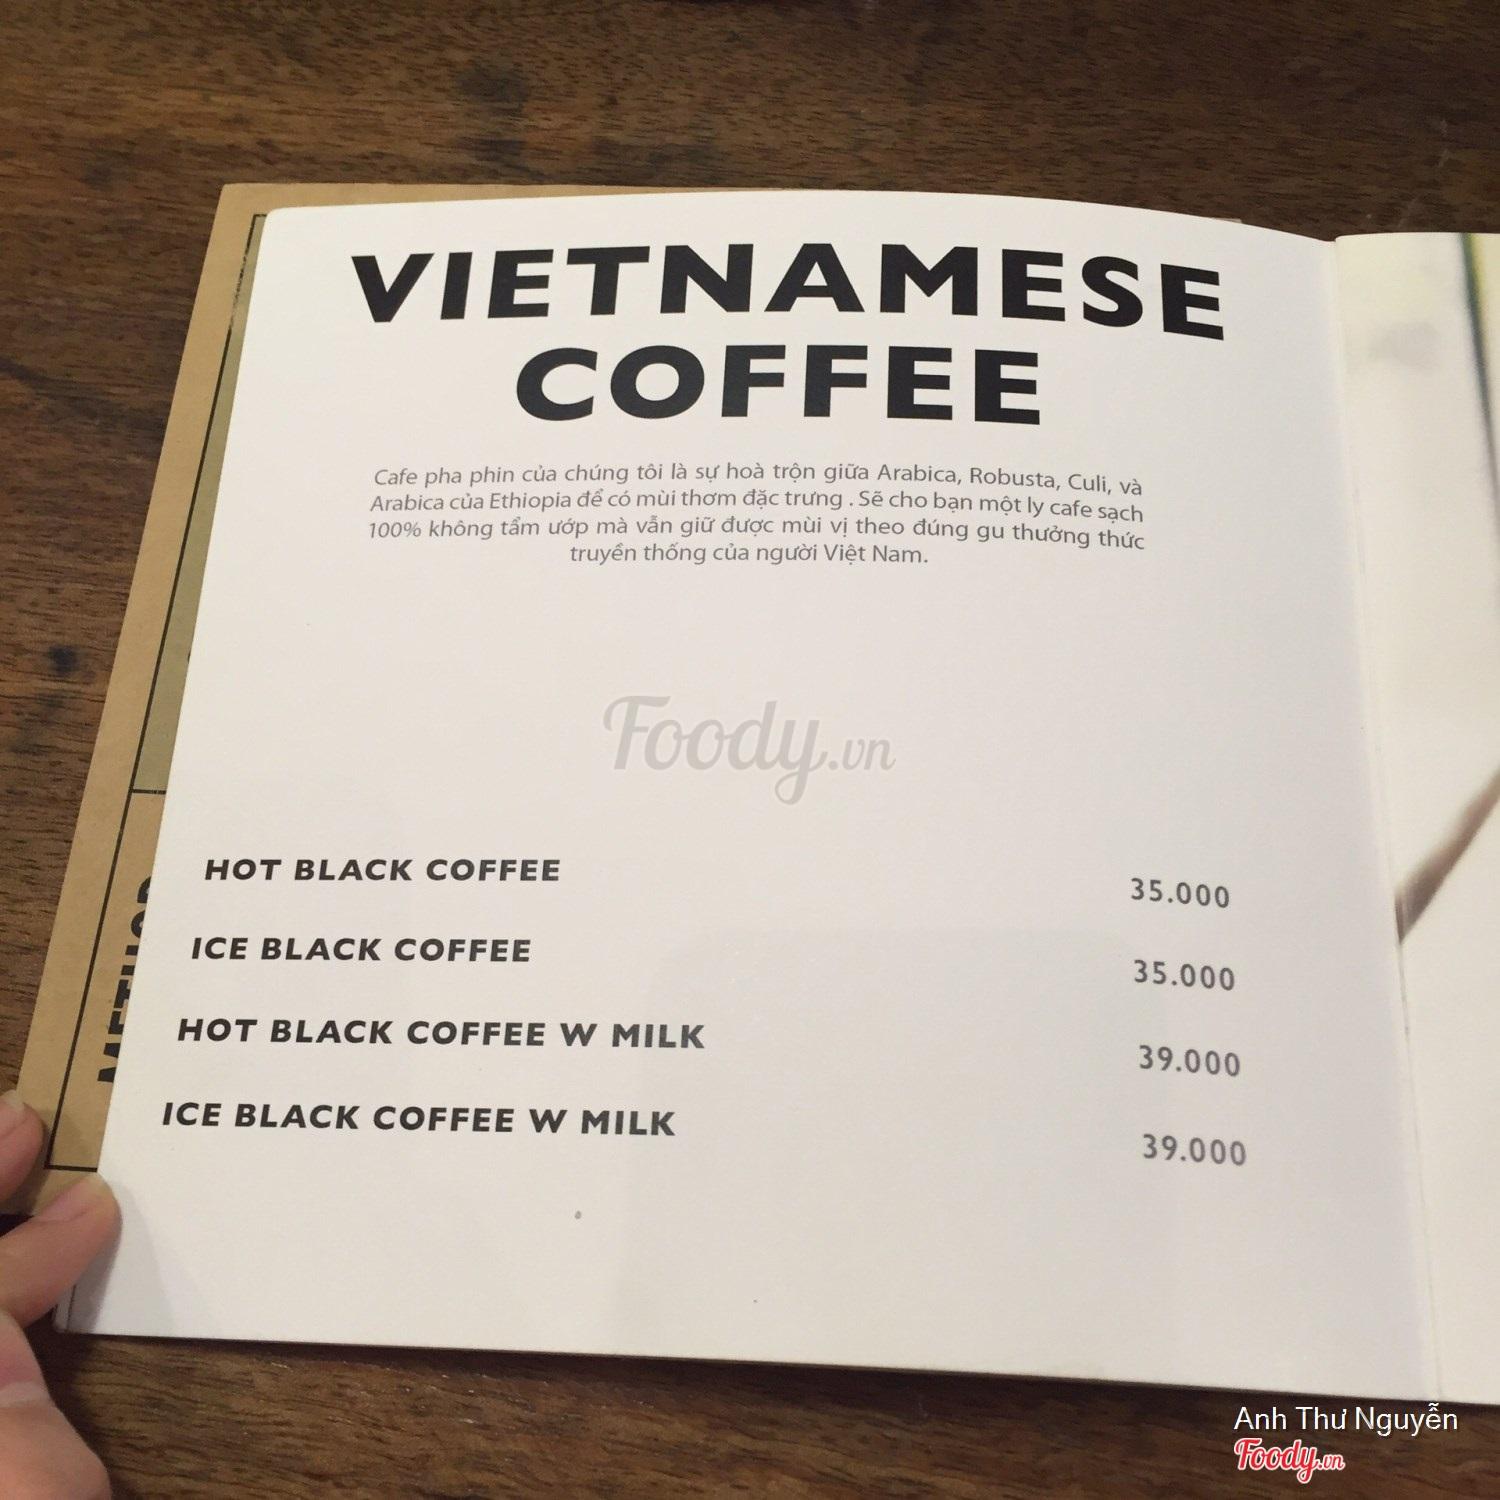 VIETNAMESE
COFFEE
Cafe pha phin của chúng tôi là sự hoà trộn giữa Arabica, Robusta, Culi, và
Arabica của Ethiopia để có mùi thơm đặc trưng . Sẽ cho bạn một ly cafe sạch
100% không tẩm ướp mà vẫn giữ được mùi vị theo đúng gu thưởng thức
truyền thống của người Việt Nam.
Foody.vn
HOT BLACK COFFEE 35.000
ICE BLACK COFFEE 35.000
HOT BLACK COFFEE W MILK 39.000
ICE BLACK COFFEE W MILK 39.000
Anh Thư Nguyễn
Foody.vn